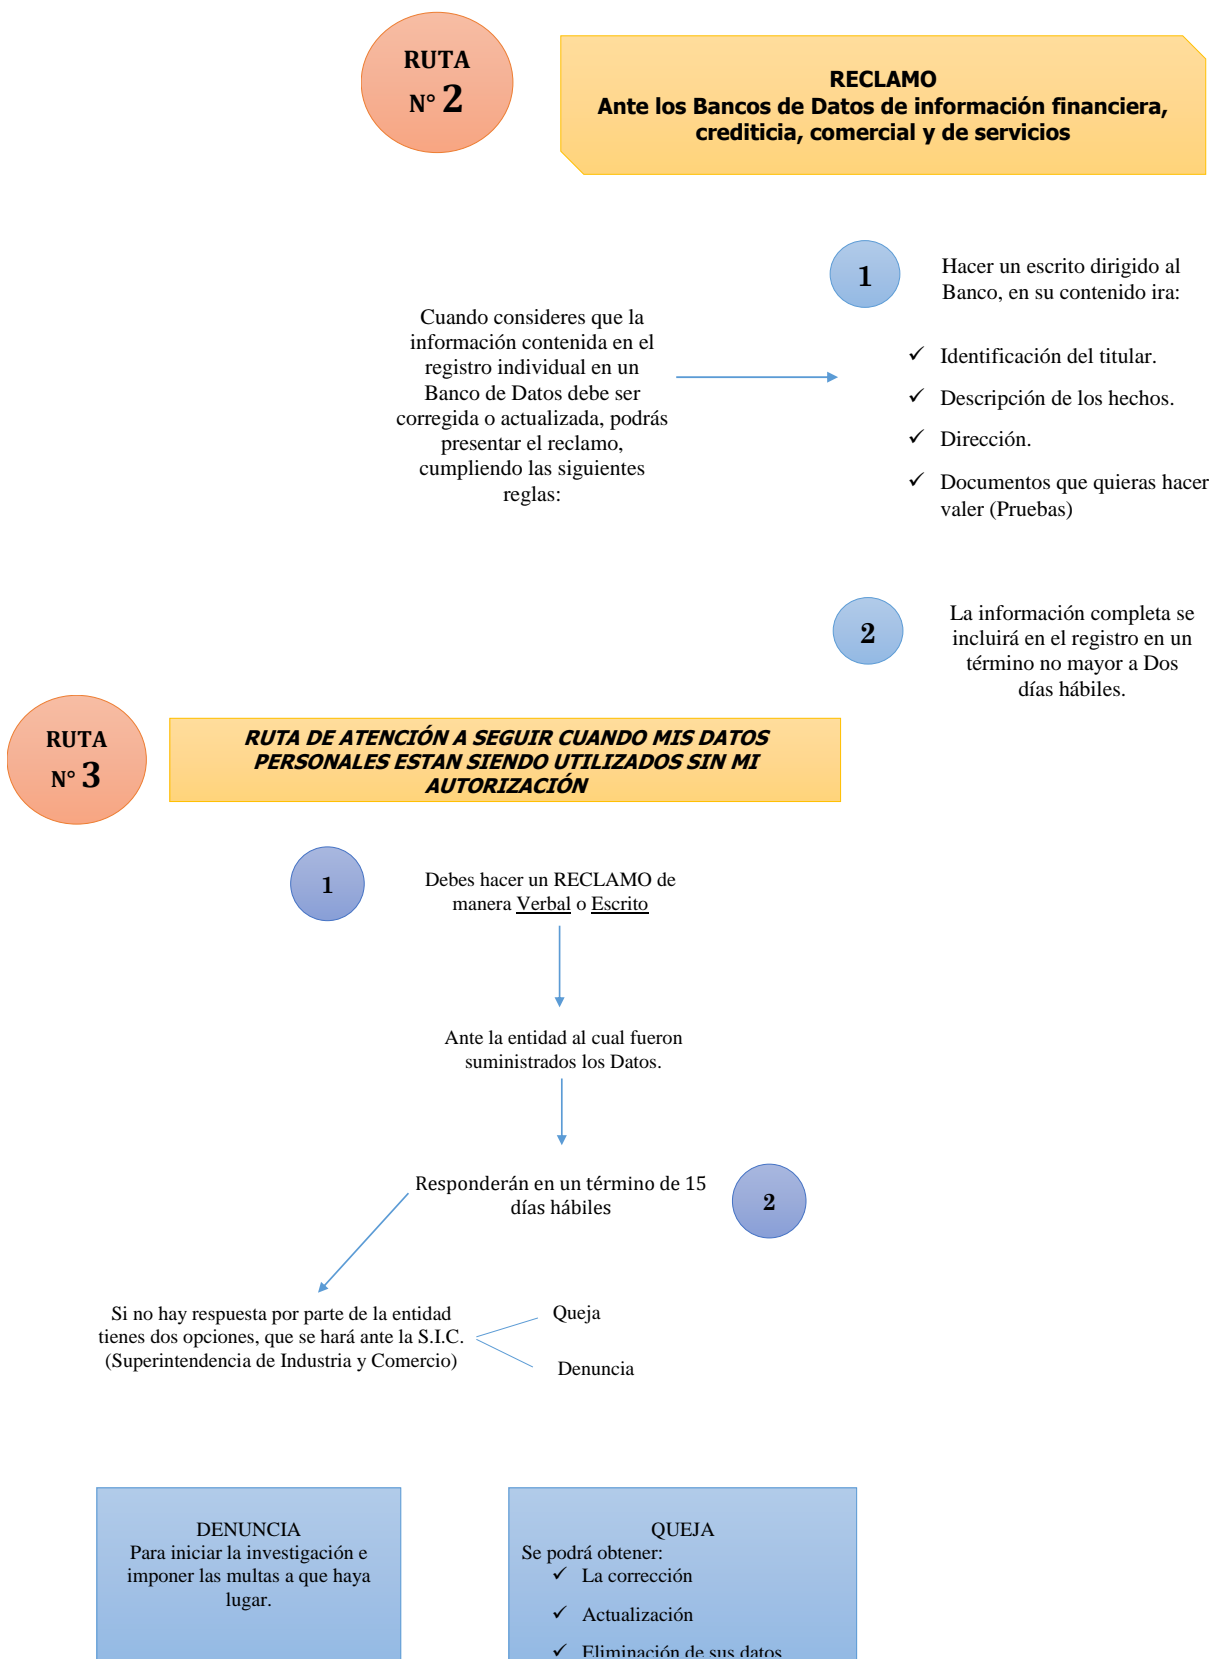 RUTA
N° 2
RECLAMO
Ante los Bancos de Datos de información financiera,
crediticia, comercial y de servicios
Cuando consideres que la
información contenida en el
registro individual en un
Banco de Datos debe ser
corregida o actualizada, podrás
presentar el reclamo,
cumpliendo las siguientes
reglas:
1
Hacer un escrito dirigido al
Banco, en su contenido ira:
✓ Identificación del titular.
✓ Descripción de los hechos.
✓ Dirección.
✓ Documentos que quieras hacer
valer (Pruebas)
2
La información completa se
incluirá en el registro en un
término no mayor a Dos
días hábiles.
RUTA
N° 3
RUTA DE ATENCIÓN A SEGUIR CUANDO MIS DATOS
PERSONALES ESTAN SIENDO UTILIZADOS SIN MI
AUTORIZACIÓN
1
Debes hacer un RECLAMO de
manera Verbal o Escrito
Ante la entidad al cual fueron
suministrados los Datos.
Responderán en un término de 15
días hábiles
2
Si no hay respuesta por parte de la entidad
tienes dos opciones, que se hará ante la S.I.C.
(Superintendencia de Industria y Comercio)
Queja
Denuncia
DENUNCIA
Para iniciar la investigación e
imponer las multas a que haya
lugar.
QUEJA
Se podrá obtener:
✓ La corrección
✓ Actualización
✓ Eliminación de sus datos